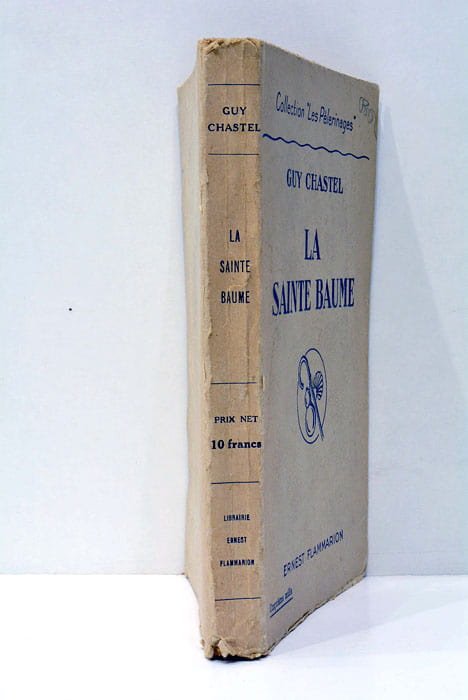 GUY
CHASTEL
LA
SAINTE
BAUME
PRIX NET
10 francs
LIBRAIRIE
ERNEST
FLAMMARION
Collection "Les Pèlerinages"
GUY CHASTEL
LA
SAINTE BAUME
ERNEST FLAMMARION